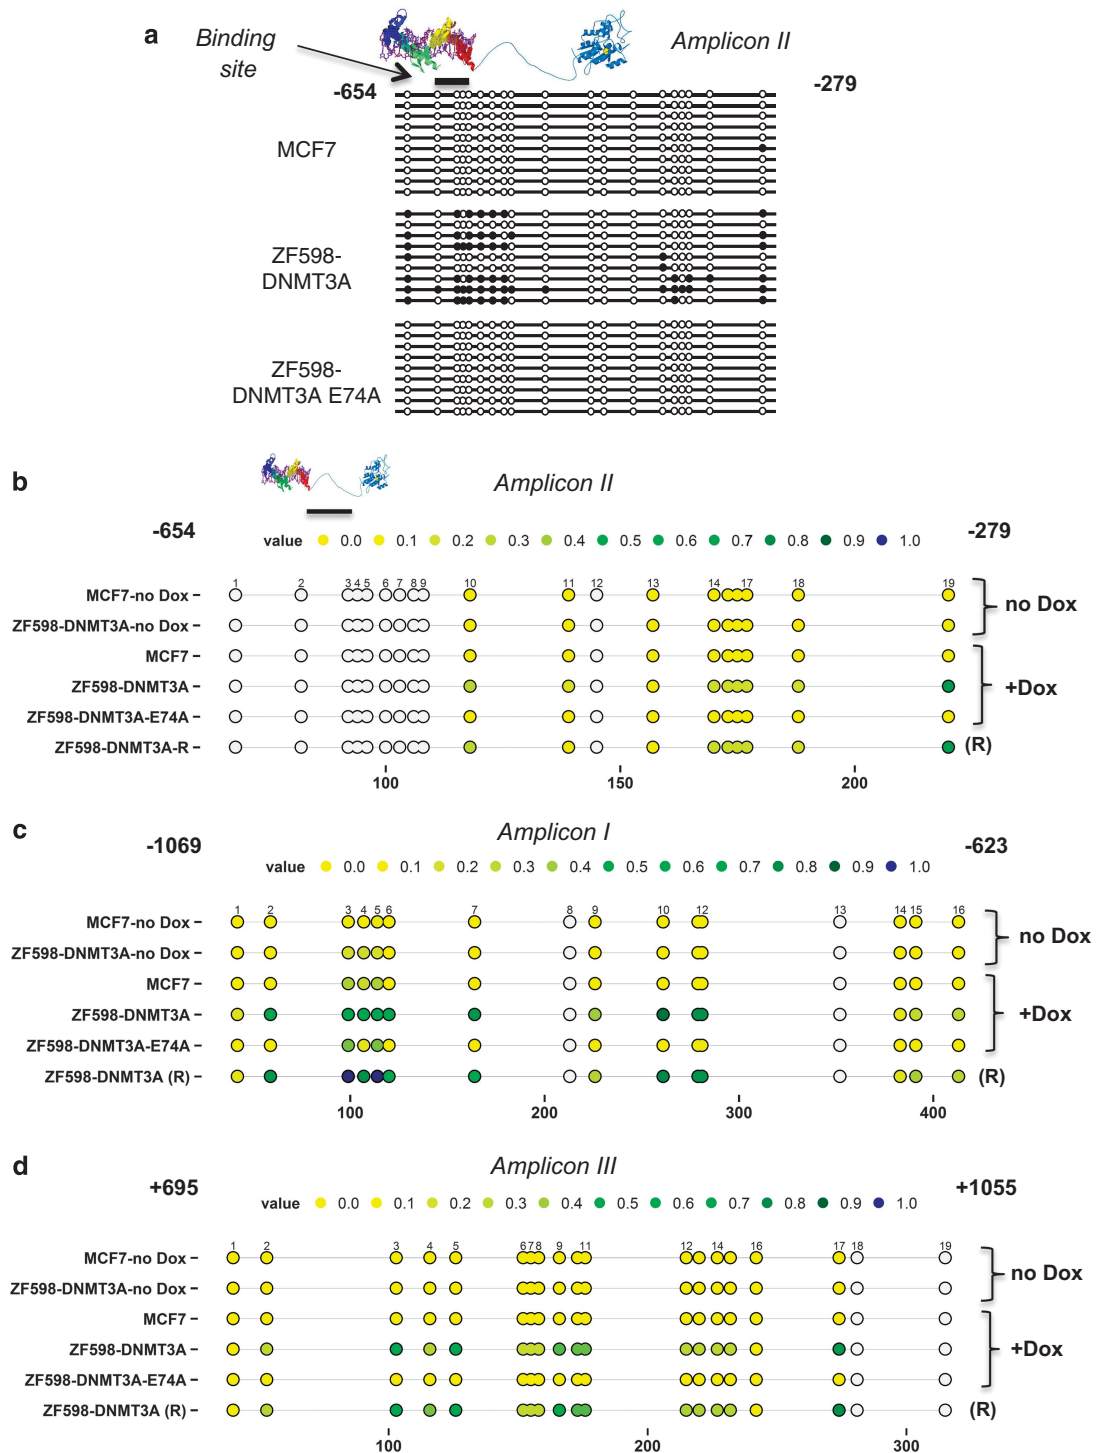 a
Binding site
Amplicon II
-654
-279
MCF7
ZF598-
DNMT3A
ZF598-
DNMT3A E74A
b
Amplicon II
-654
-279
value 0.0 0.1 0.2 0.3 0.4 0.5 0.6 0.7 0.8 0.9 1.0
1 2 3 4 5 6 7 8 9 10 11 12 13 14 17 18 19
MCF7-no Dox
ZF598-DNMT3A-no Dox
no Dox
MCF7
ZF598-DNMT3A
ZF598-DNMT3A-E74A
+Dox
ZF598-DNMT3A-R
(R)
100 150 200
c
Amplicon I
-1069
-623
value 0.0 0.1 0.2 0.3 0.4 0.5 0.6 0.7 0.8 0.9 1.0
1 2 3 4 5 6 7 8 9 10 12 13 14 15 16
MCF7-no Dox
ZF598-DNMT3A-no Dox
no Dox
MCF7
ZF598-DNMT3A
ZF598-DNMT3A-E74A
+Dox
ZF598-DNMT3A (R)
(R)
100 200 300 400
d
Amplicon III
+695
+1055
value 0.0 0.1 0.2 0.3 0.4 0.5 0.6 0.7 0.8 0.9 1.0
1 2 3 4 5 6 7 8 9 11 12 14 16 17 18 19
MCF7-no Dox
ZF598-DNMT3A-no Dox
no Dox
MCF7
ZF598-DNMT3A
ZF598-DNMT3A-E74A
+Dox
ZF598-DNMT3A (R)
(R)
100 200 300